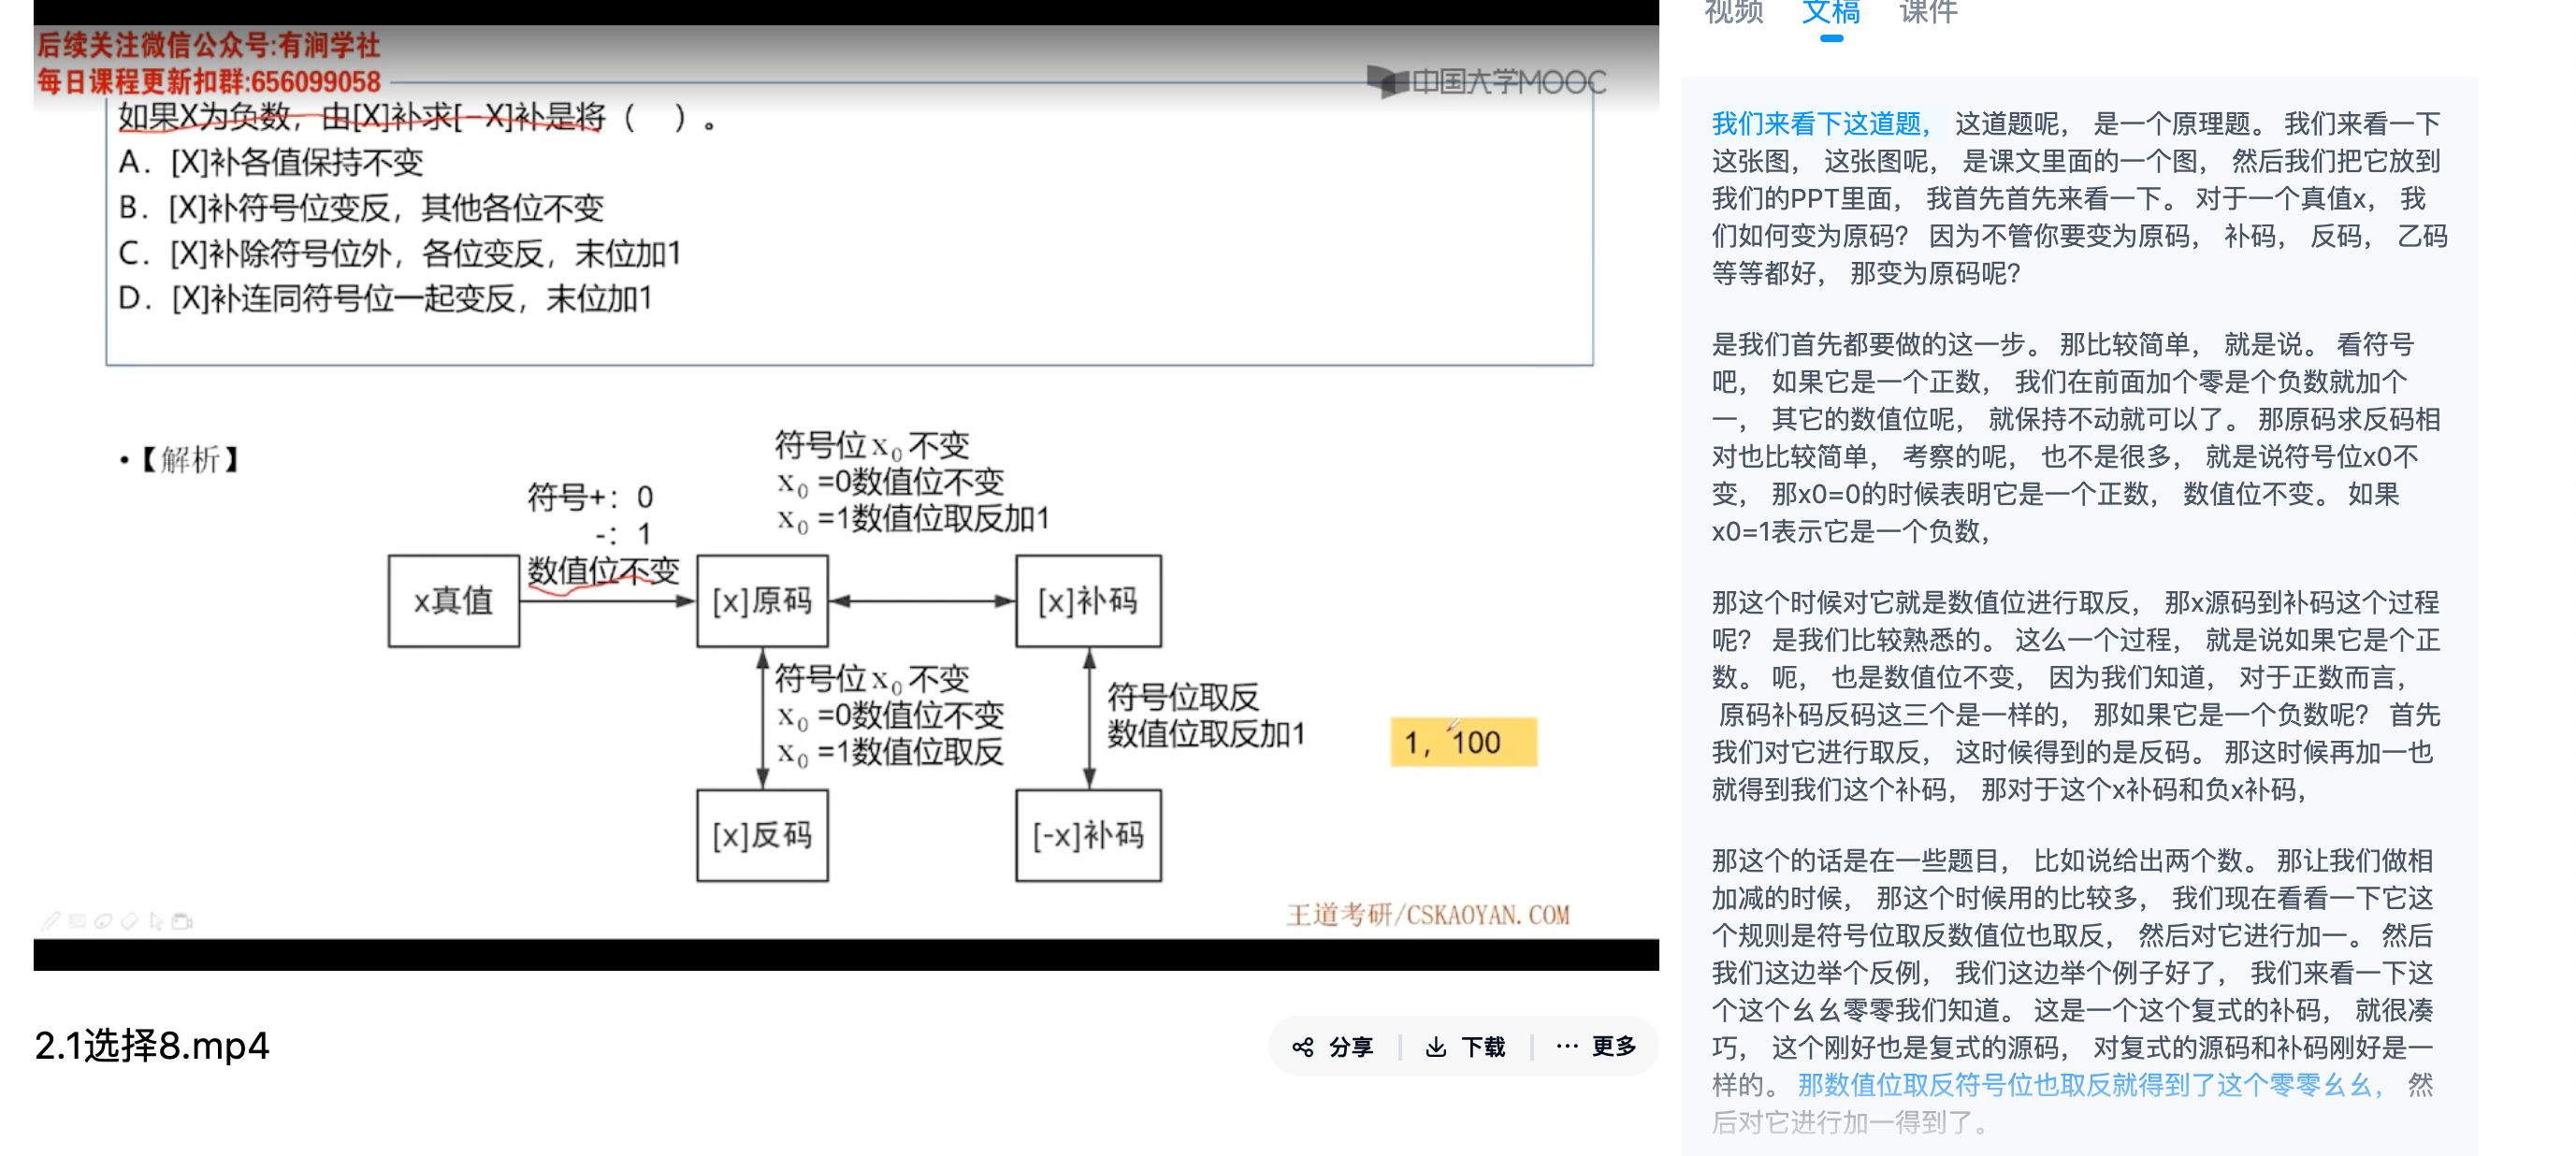 后续关注微信公众号:有涧学社
每日课程更新扣群:656099058
中国大学MOOC
如果X为负数，由[X]补求[-X]补是将（ ）。
A．[X]补各值保持不变
B．[X]补符号位变反，其他各位不变
C．[X]补除符号位外，各位变反，末位加1
D．[X]补连同符号位一起变反，末位加1
•【解析】
符号+：0
-：1
数值位不变
符号位x₀不变
x₀=0数值位不变
x₀=1数值位取反加1
x真值
[x]原码
[x]补码
符号位x₀不变
x₀=0数值位不变
x₀=1数值位取反
符号位取反
数值位取反加1
1，100
[x]反码
[-x]补码
王道考研/CSKAOYAN.COM
2.1选择8.mp4
分享
下载
更多
视频
文稿
课件
我们来看下这道题， 这道题呢， 是一个原理题。 我们来看一下
这张图， 这张图呢， 是课文里面的一个图， 然后我们把它放到
我们的PPT里面， 我首先首先来看一下。 对于一个真值x， 我
们如何变为原码？ 因为不管你要变为原码， 补码， 反码， 乙码
等等都好， 那变为原码呢？
是我们首先都要做的这一步。 那比较简单， 就是说。 看符号
吧， 如果它是一个正数， 我们在前面加个零是个负数就加个
一， 其它的数值位呢， 就保持不动就可以了。 那原码求反码相
对也比较简单， 考察的呢， 也不是很多， 就是说符号位x0不
变， 那x0=0的时候表明它是一个正数， 数值位不变。 如果
x0=1表示它是一个负数，
那这个时候对它就是数值位进行取反， 那x源码到补码这个过程
呢？ 是我们比较熟悉的。 这么一个过程， 就是说如果它是个正
数。 呃， 也是数值位不变， 因为我们知道， 对于正数而言，
原码补码反码这三个是一样的， 那如果它是一个负数呢？ 首先
我们对它进行取反， 这时候得到的是反码。 那这时候再加一也
就得到我们这个补码， 那对于这个x补码和负x补码，
那这个的话是在一些题目， 比如说给出两个数。 那让我们做相
加减的时候， 那这个时候用的比较多， 我们现在看看一下它这
个规则是符号位取反数值位也取反， 然后对它进行加一。 然后
我们这边举个反例， 我们这边举个例子好了， 我们来看一下这
个这个幺幺零零我们知道。 这是一个这个复式的补码， 就很凑
巧， 这个刚好也是复式的源码， 对复式的源码和补码刚好是一
样的。 那数值位取反符号位也取反就得到了这个零零幺幺， 然
后对它进行加一得到了。